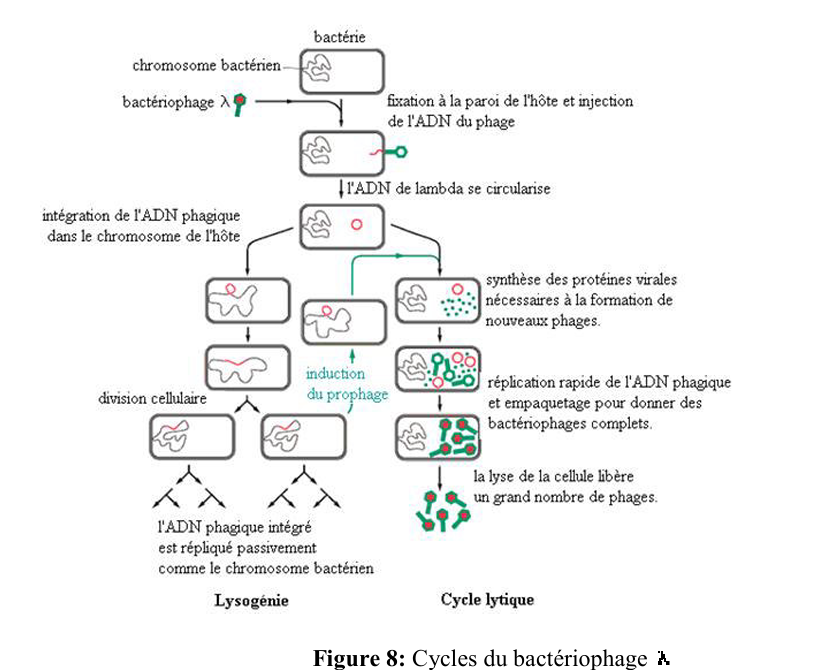 bactérie
chromosome bactérien
bactériophage λ
fixation à la paroi de l'hôte et injection
de l'ADN du phage
l'ADN de lambda se circularise
intégration de l'ADN phagique
dans le chromosome de l'hôte
synthèse des protéines virales
nécessaires à la formation de
nouveaux phages.
induction
du prophage
division cellulaire
réplication rapide de l'ADN phagique
et empaquetage pour donner des
bactériophages complets.
la lyse de la cellule libère
un grand nombre de phages.
l'ADN phagique intégré
est répliqué passivement
comme le chromosome bactérien
Lysogénie
Cycle lytique
Figure 8: Cycles du bactériophage λ